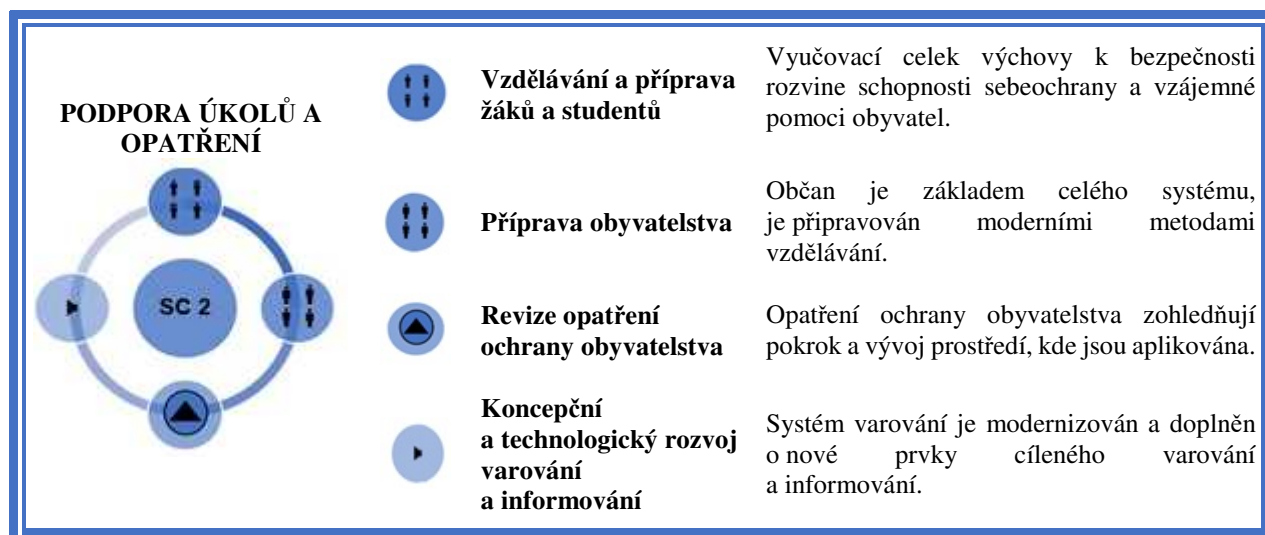 PODPORA ÚKOLŮ A
OPATŘENÍ
SC 2
Vzdělávání a příprava
žáků a studentů
Vyučovací celek výchovy k bezpečnosti
rozvine schopnosti sebeochrany a vzájemné
pomoci obyvatel.
Příprava obyvatelstva
Občan je základem celého systému,
je připravován moderními metodami
vzdělávání.
Revize opatření
ochrany obyvatelstva
Opatření ochrany obyvatelstva zohledňují
pokrok a vývoj prostředí, kde jsou aplikována.
Koncepční
a technologický rozvoj
varování
a informování
Systém varování je modernizován a doplněn
o nové prvky cíleného varování
a informování.